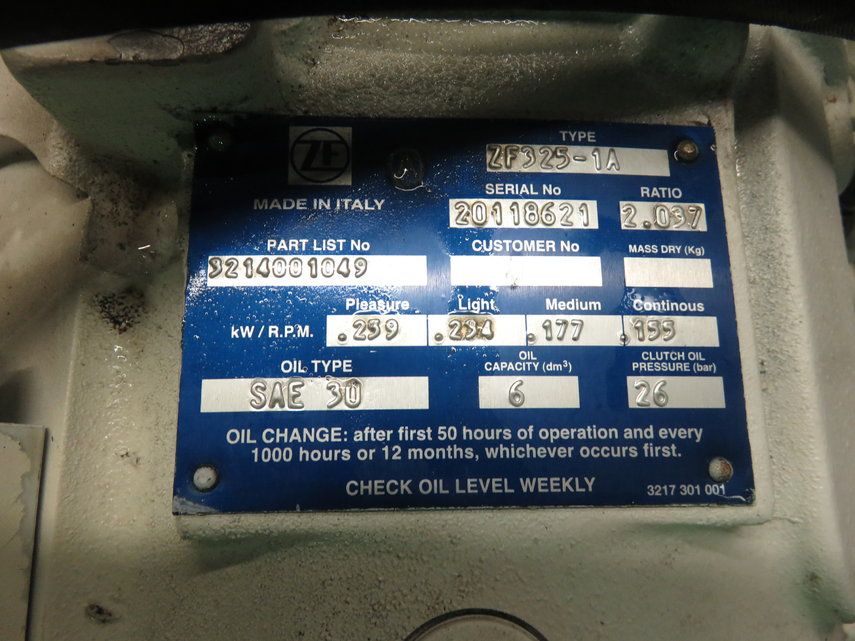 ZF
TYPE
ZF325-1A
MADE IN ITALY
SERIAL No
RATIO
20118621
2.037
PART LIST No
CUSTOMER No
MASS DRY (Kg)
3214001049
Pleasure Light Medium Continous
kW / R.P.M. .259 .234 .177 .155
OIL TYPE
OIL CAPACITY (dm³)
CLUTCH OIL PRESSURE (bar)
SAE 30
6
26
OIL CHANGE: after first 50 hours of operation and every
1000 hours or 12 months, whichever occurs first.
CHECK OIL LEVEL WEEKLY
3217 301 001